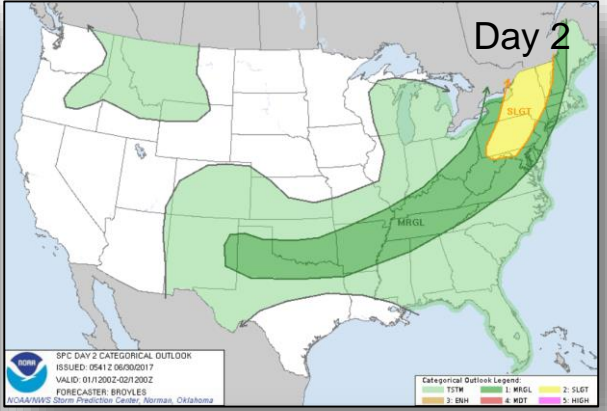 Day 2
SLGT
MRGL
NOAA
SPC DAY 2 CATEGORICAL OUTLOOK
ISSUED: 0541Z 06/30/2017
VALID: 01/1200Z-02/1200Z
FORECASTER: BROYLES
NOAA/NWS Storm Prediction Center, Norman, Oklahoma
Categorical Outlook Legend:
TSTM 1: MRGL 2: SLGT
3: ENH 4: MDT 5: HIGH